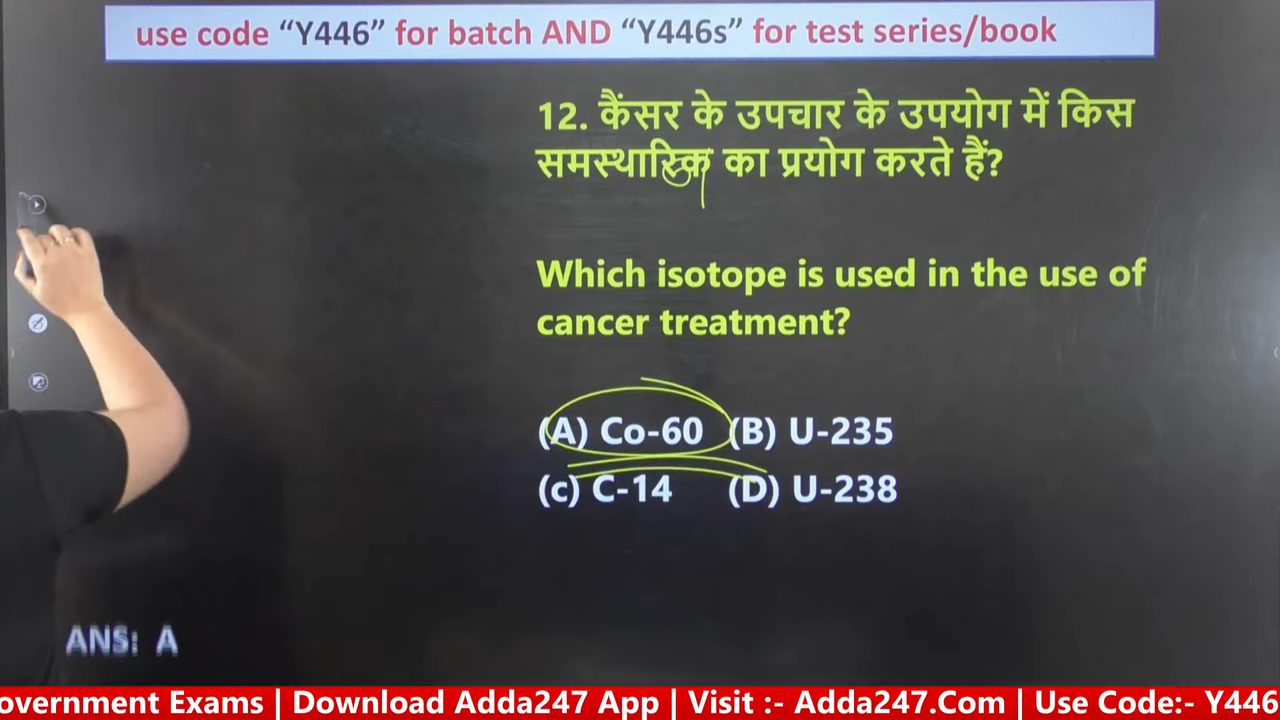 use code “Y446” for batch AND “Y446s” for test series/book
12. कैंसर के उपचार के उपयोग में किस
समस्थारिक का प्रयोग करते हैं?
Which isotope is used in the use of
cancer treatment?
(A) Co-60 (B) U-235
(c) C-14 (D) U-238
ANS: A
overnment Exams | Download Adda247 App | Visit :- Adda247.Com | Use Code:- Y446